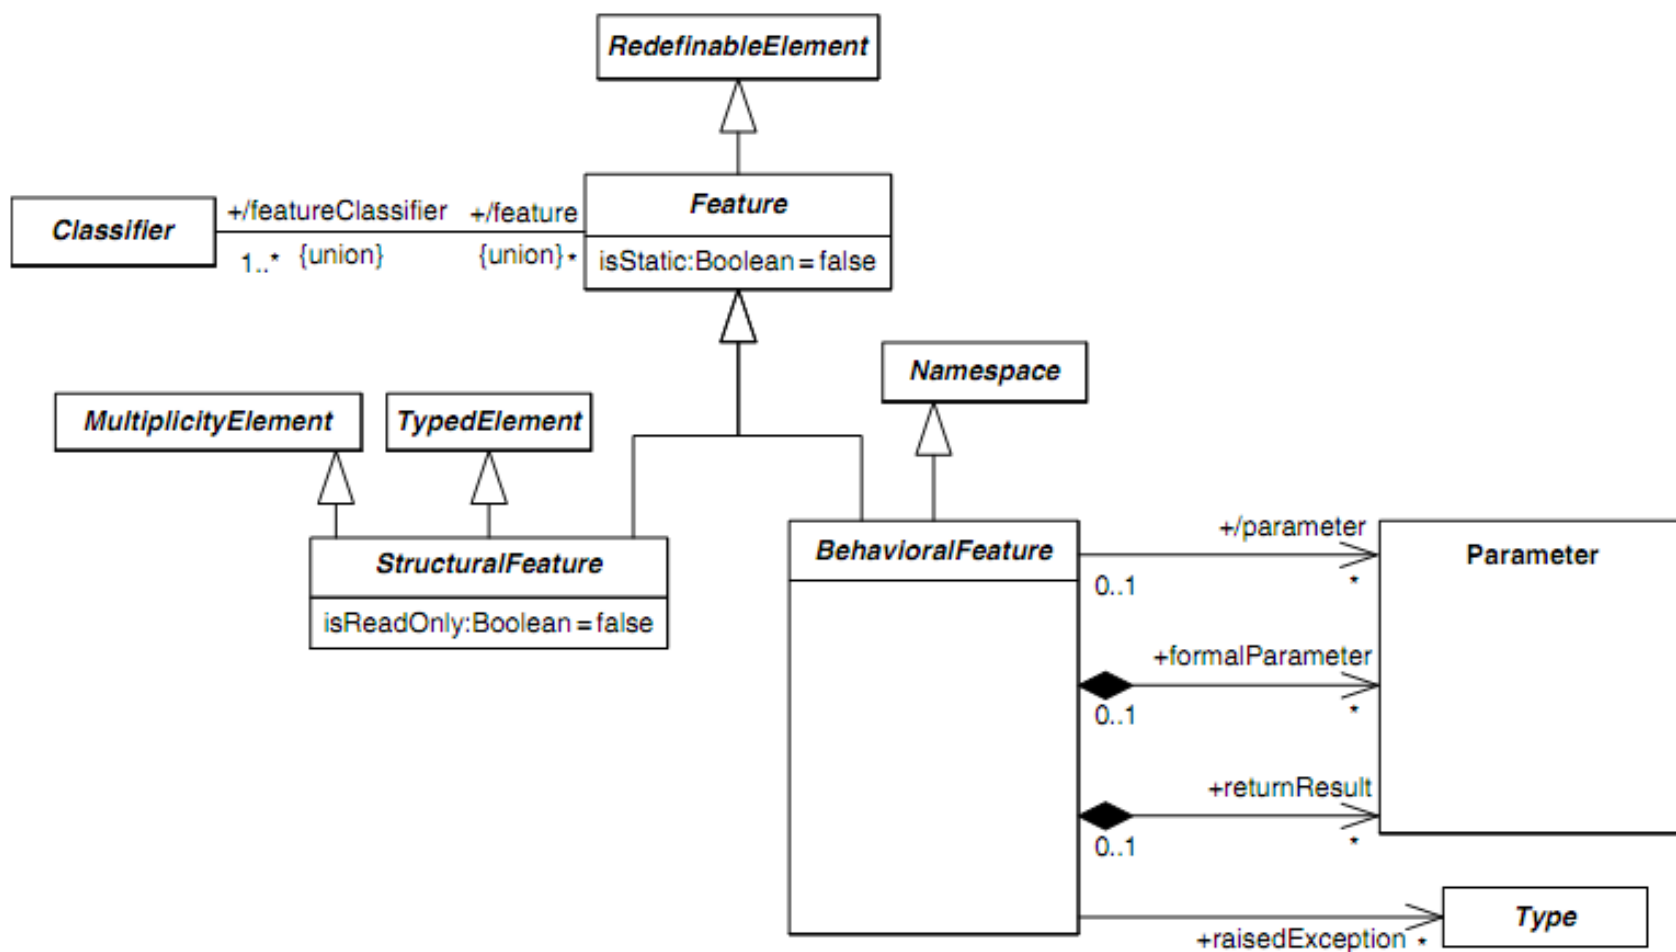 RedefinableElement
Feature
isStatic:Boolean=false
Classifier
+/featureClassifier
+/feature
1..*
{union}
{union}
*
Namespace
MultiplicityElement
TypedElement
StructuralFeature
isReadOnly:Boolean=false
BehavioralFeature
+/parameter
0..1
*
Parameter
+formalParameter
0..1
*
+returnResult
0..1
*
+raisedException
*
Type